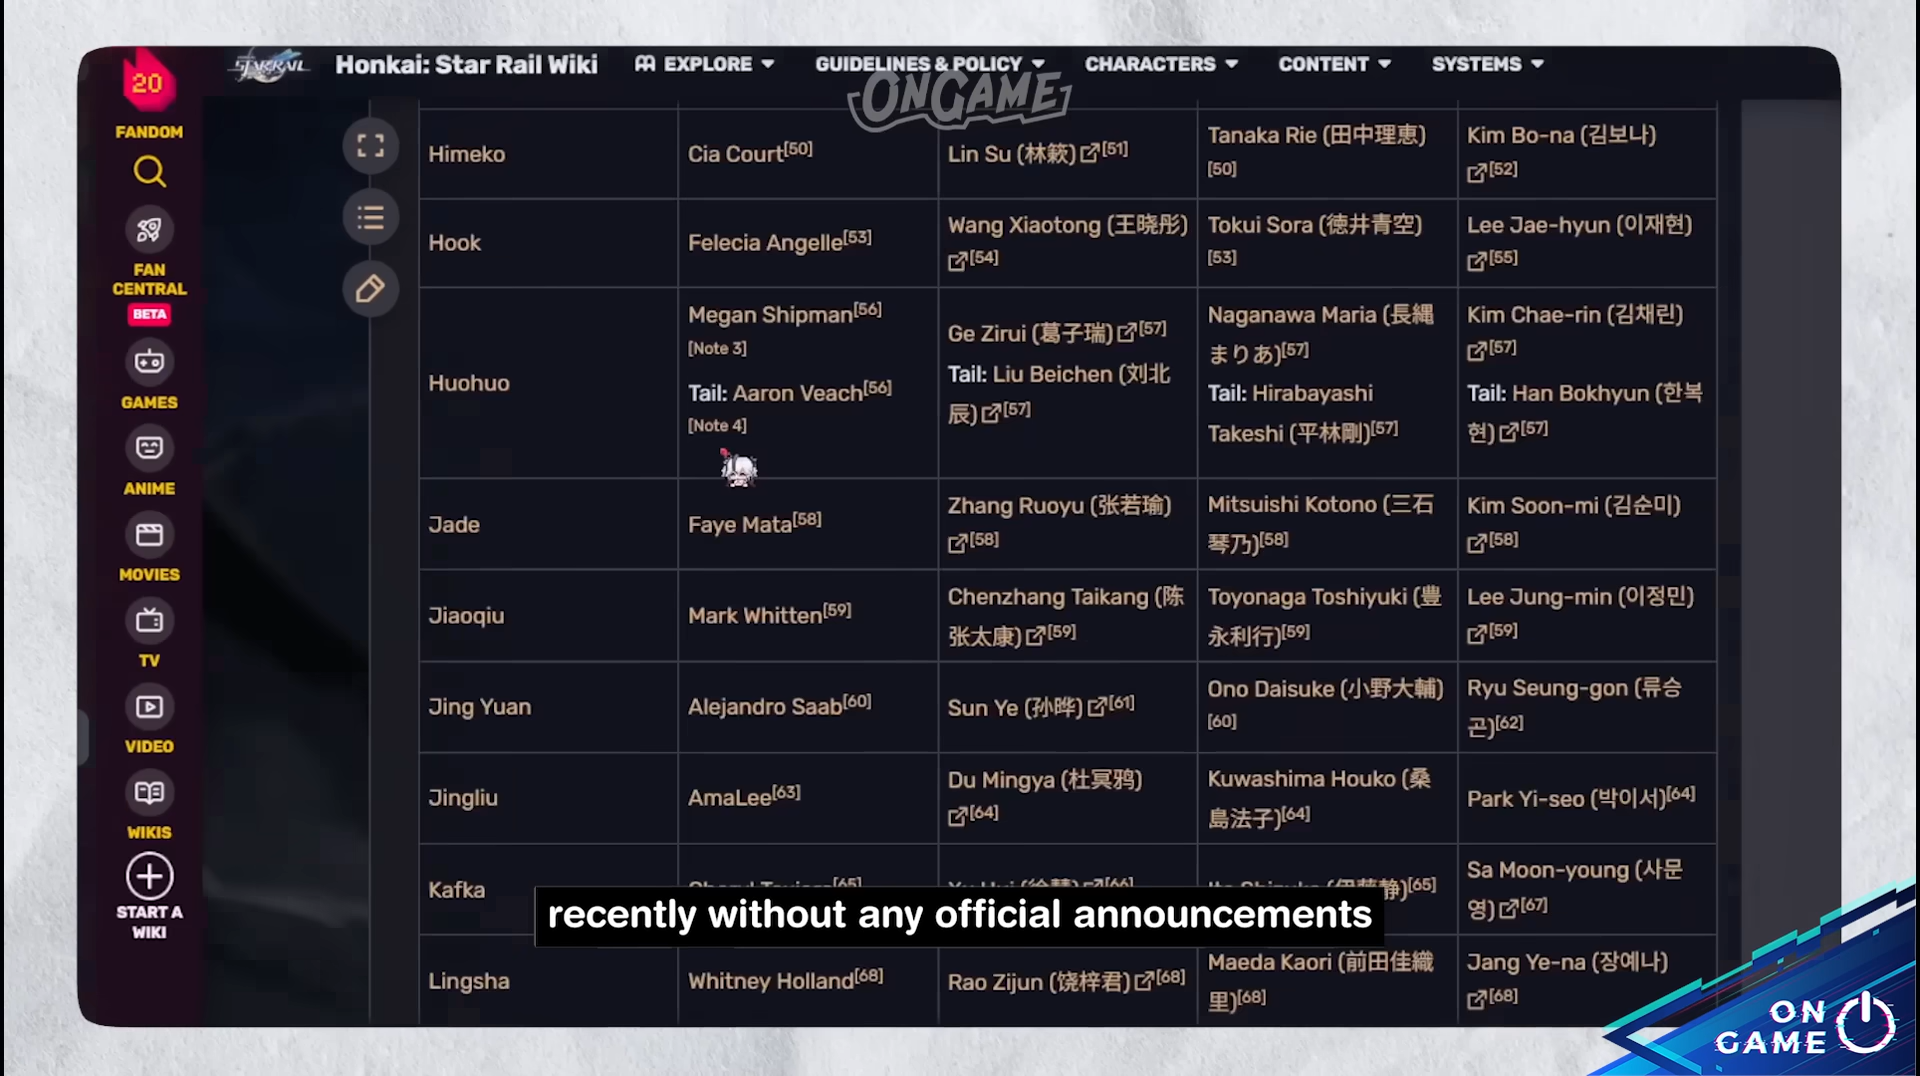 20
FANDOM
FAN
CENTRAL
BETA
GAMES
ANIME
MOVIES
TV
VIDEO
WIKIS
START A
WIKI
STAR RAIL
Honkai: Star Rail Wiki
EXPLORE
GUIDELINES & POLICY
CHARACTERS
CONTENT
SYSTEMS
ONGAME
Himeko
Cia Court[50]
Lin Su (林簌) [51]
Tanaka Rie (田中理恵)
[50]
Kim Bo-na (김보나)
[52]
Hook
Felecia Angelle[53]
Wang Xiaotong (王晓彤)
[54]
Tokui Sora (徳井青空)
[53]
Lee Jae-hyun (이재현)
[55]
Huohuo
Megan Shipman[56]
[Note 3]
Tail: Aaron Veach[56]
[Note 4]
Ge Zirui (葛子瑞) [57]
Tail: Liu Beichen (刘北
辰) [57]
Naganawa Maria (長縄
まりあ)[57]
Tail: Hirabayashi
Takeshi (平林剛)[57]
Kim Chae-rin (김채린)
[57]
Tail: Han Bokhyun (한복
현) [57]
Jade
Faye Mata[58]
Zhang Ruoyu (张若瑜)
[58]
Mitsuishi Kotono (三石
琴乃)[58]
Kim Soon-mi (김순미)
[58]
Jiaoqiu
Mark Whitten[59]
Chenzhang Taikang (陈
张太康) [59]
Toyonaga Toshiyuki (豊
永利行)[59]
Lee Jung-min (이정민)
[59]
Jing Yuan
Alejandro Saab[60]
Sun Ye (孙晔) [61]
Ono Daisuke (小野大輔)
[60]
Ryu Seung-gon (류승
곤)[62]
Jingliu
AmaLee[63]
Du Mingya (杜冥鸦)
[64]
Kuwashima Houko (桑
島法子)[64]
Park Yi-seo (박이서)[64]
Kafka
[65]
[66]
[65]
Sa Moon-young (사문
영) [67]
recently without any official announcements
Lingsha
Whitney Holland[68]
Rao Zijun (饶梓君) [68]
Maeda Kaori (前田佳織
里)[68]
Jang Ye-na (장예나)
[68]
ON
GAME